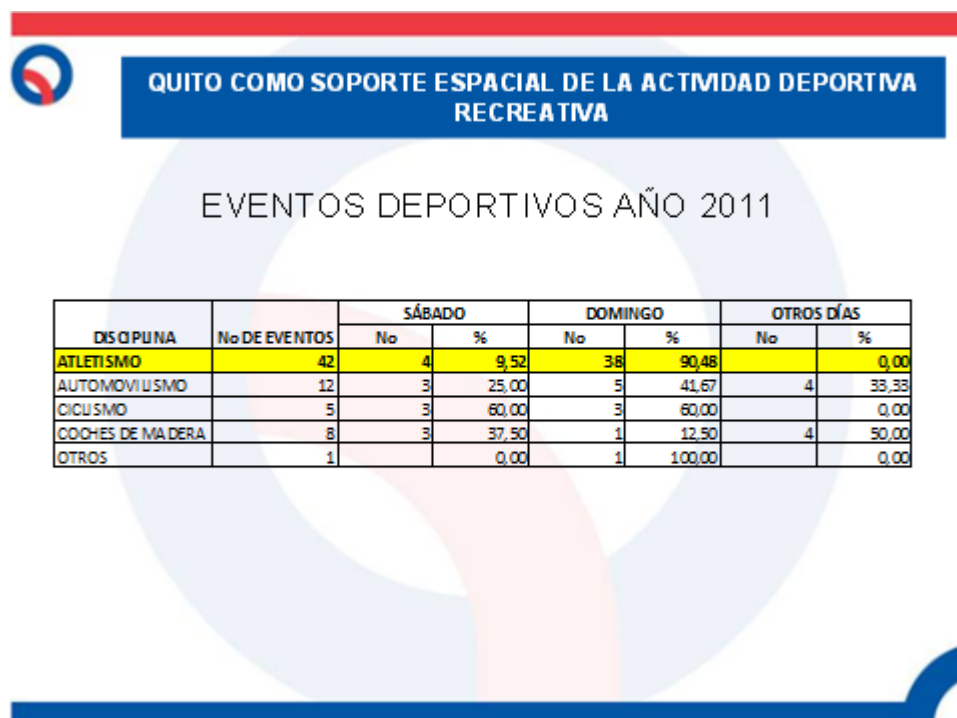 QUITO COMO SOPORTE ESPACIAL DE LA ACTIVIDAD DEPORTIVA
RECREATIVA
EVENTOS DEPORTIVOS AÑO 2011
DISCIPLINA No DE EVENTOS SÁBADO DOMINGO OTROS DÍAS
No % No % No %
ATLETISMO 42 4 9,52 38 90,48 0,00
AUTOMOVILISMO 12 3 25,00 5 41,67 4 33,33
CICLISMO 5 3 60,00 3 60,00 0,00
COCHES DE MADERA 8 3 37,50 1 12,50 4 50,00
OTROS 1 0,00 1 100,00 0,00